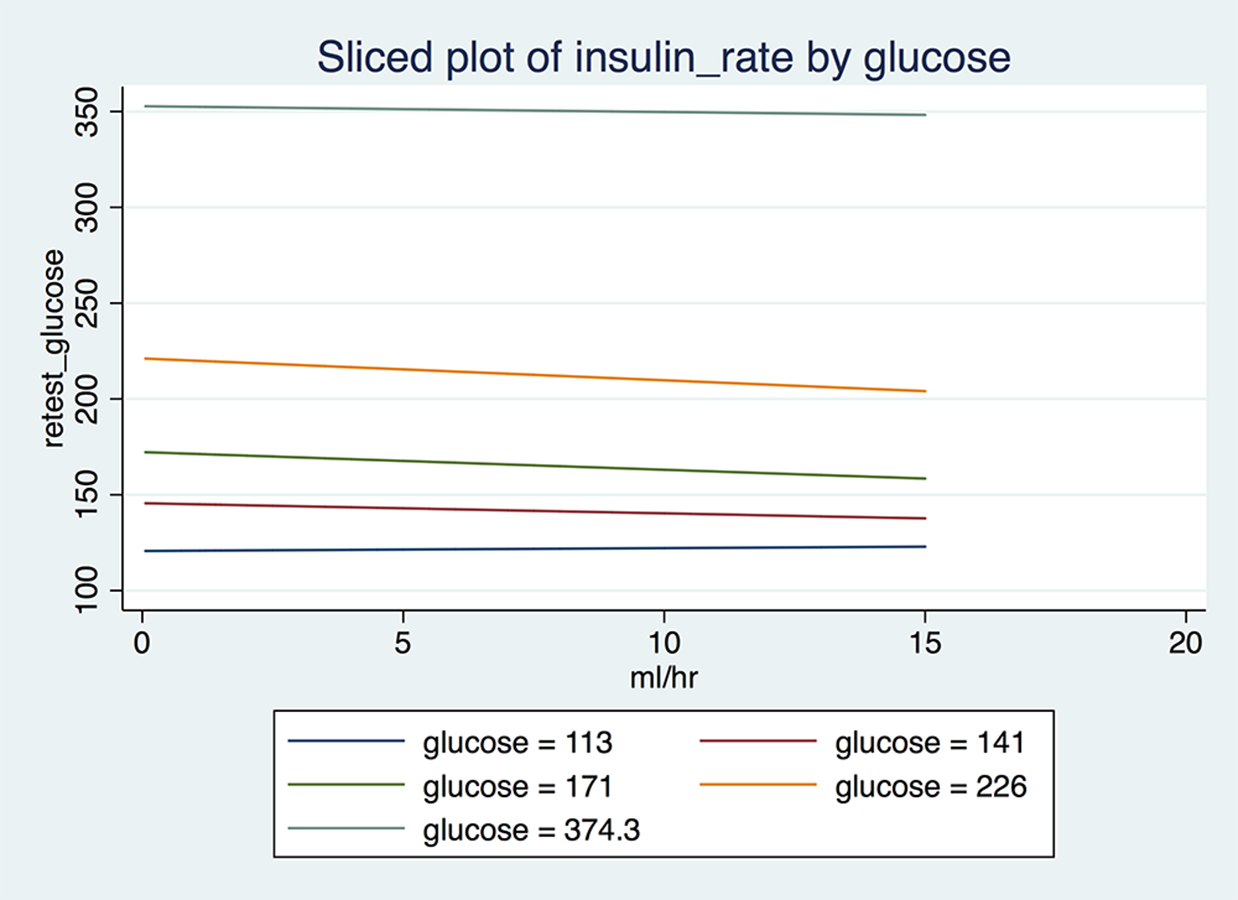 Sliced plot of insulin_rate by glucose
350
300
250
200
150
100
retest_glucose
0 5 10 15 20
ml/hr
glucose = 113 glucose = 141
glucose = 171 glucose = 226
glucose = 374.3